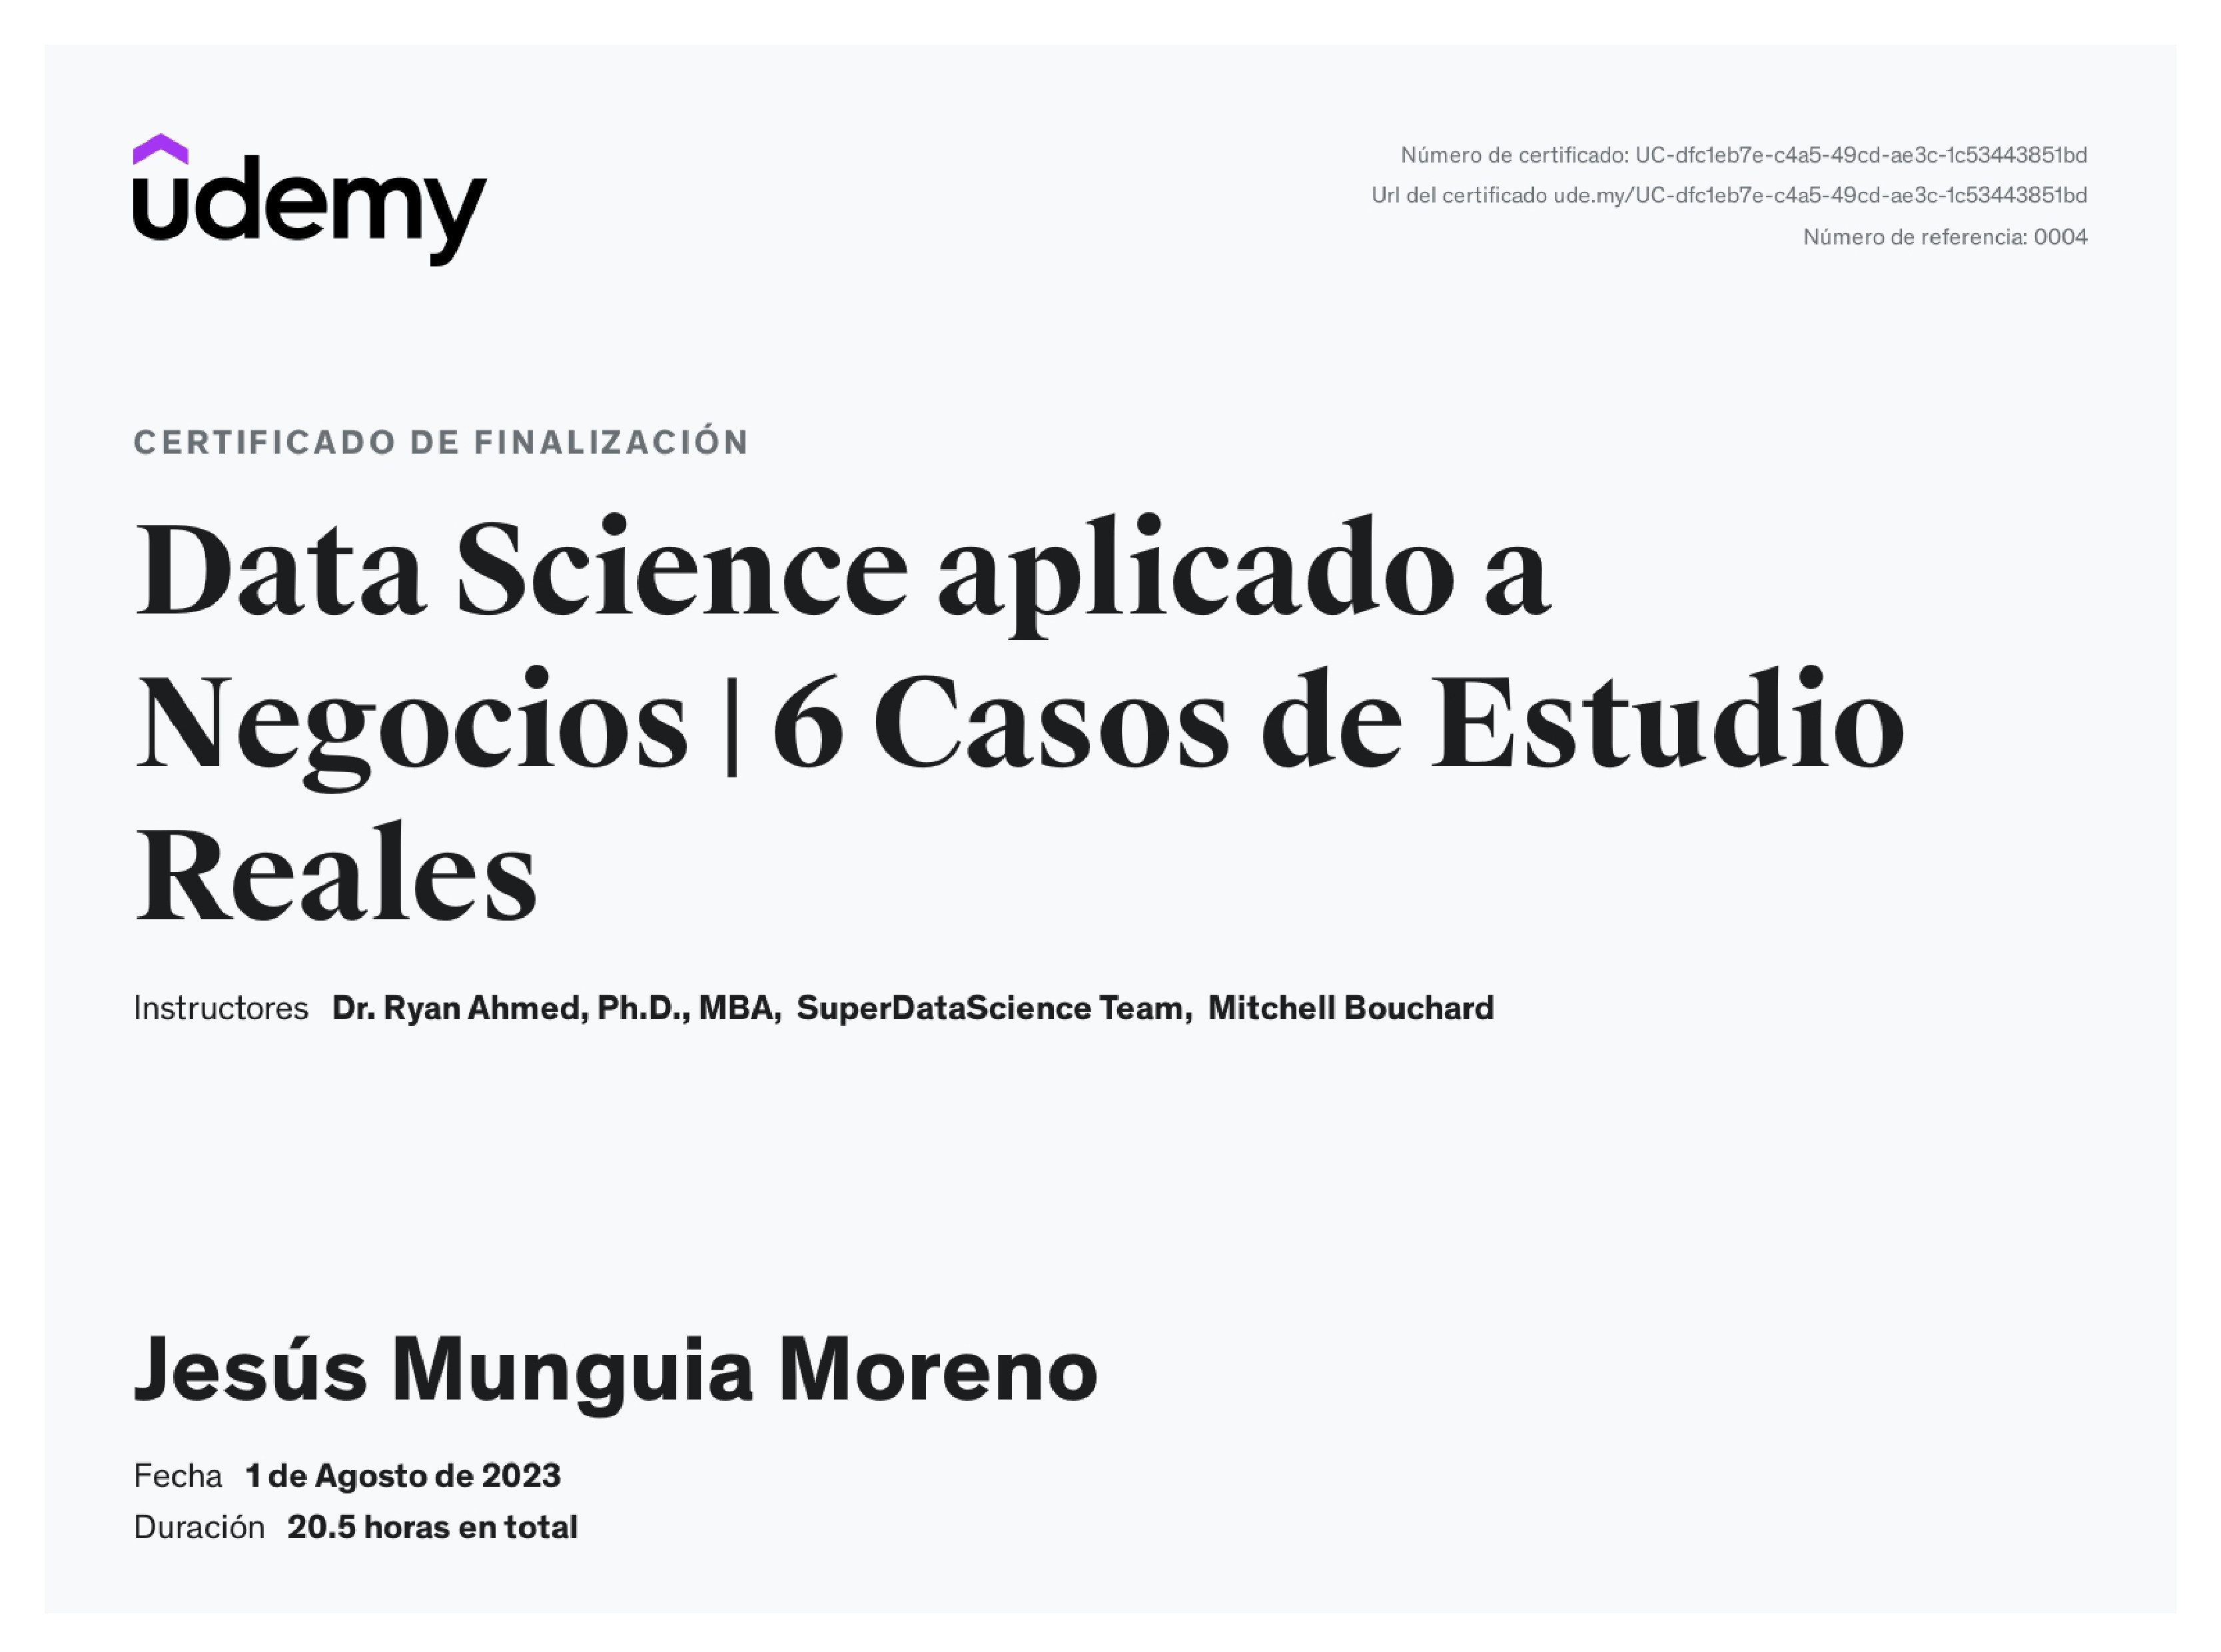 udemy
Número de certificado: UC-dfc1eb7e-c4a5-49cd-ae3c-1c53443851bd
Url del certificado ude.my/UC-dfc1eb7e-c4a5-49cd-ae3c-1c53443851bd
Número de referencia: 0004
CERTIFICADO DE FINALIZACIÓN
Data Science aplicado a
Negocios | 6 Casos de Estudio
Reales
Instructores Dr. Ryan Ahmed, Ph.D., MBA, SuperDataScience Team, Mitchell Bouchard
Jesús Munguia Moreno
Fecha 1 de Agosto de 2023
Duración 20.5 horas en total